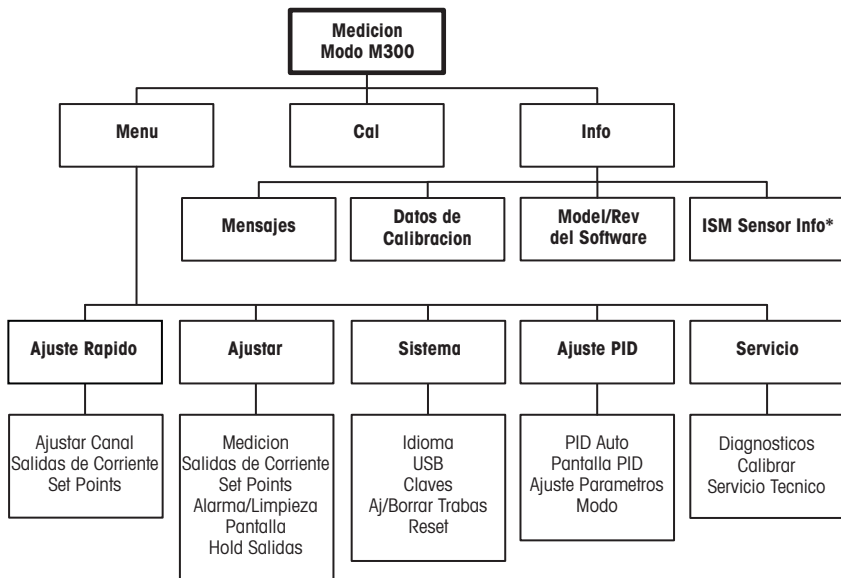 Medicion
Modo M300
Menu
Cal
Info
Mensajes
Datos de
Calibracion
Model/Rev
del Software
ISM Sensor Info*
Ajuste Rapido
Ajustar
Sistema
Ajuste PID
Servicio
Ajustar Canal
Salidas de Corriente
Set Points
Medicion
Salidas de Corriente
Set Points
Alarma/Limpieza
Pantalla
Hold Salidas
Idioma
USB
Claves
Aj/Borrar Trabas
Reset
PID Auto
Pantalla PID
Ajuste Parametros
Modo
Diagnosticos
Calibrar
Servicio Tecnico